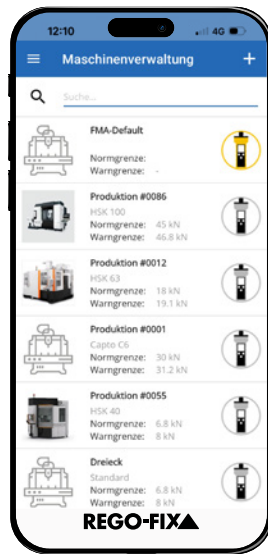 12:10
4G
Maschinenverwaltung
Suche...
FMA-Default
Normgrenze:
Warngrenze: -
Produktion #0086
HSK 100
Normgrenze: 45 kN
Warngrenze: 46.8 kN
Produktion #0012
HSK 63
Normgrenze: 18 kN
Warngrenze: 19.1 kN
Produktion #0001
Capto C6
Normgrenze: 30 kN
Warngrenze: 31.2 kN
Produktion #0055
HSK 40
Normgrenze: 6.8 kN
Warngrenze: 8 kN
Dreieck
Standard
Normgrenze: 6.8 kN
Warngrenze: 8 kN
REGO-FIX